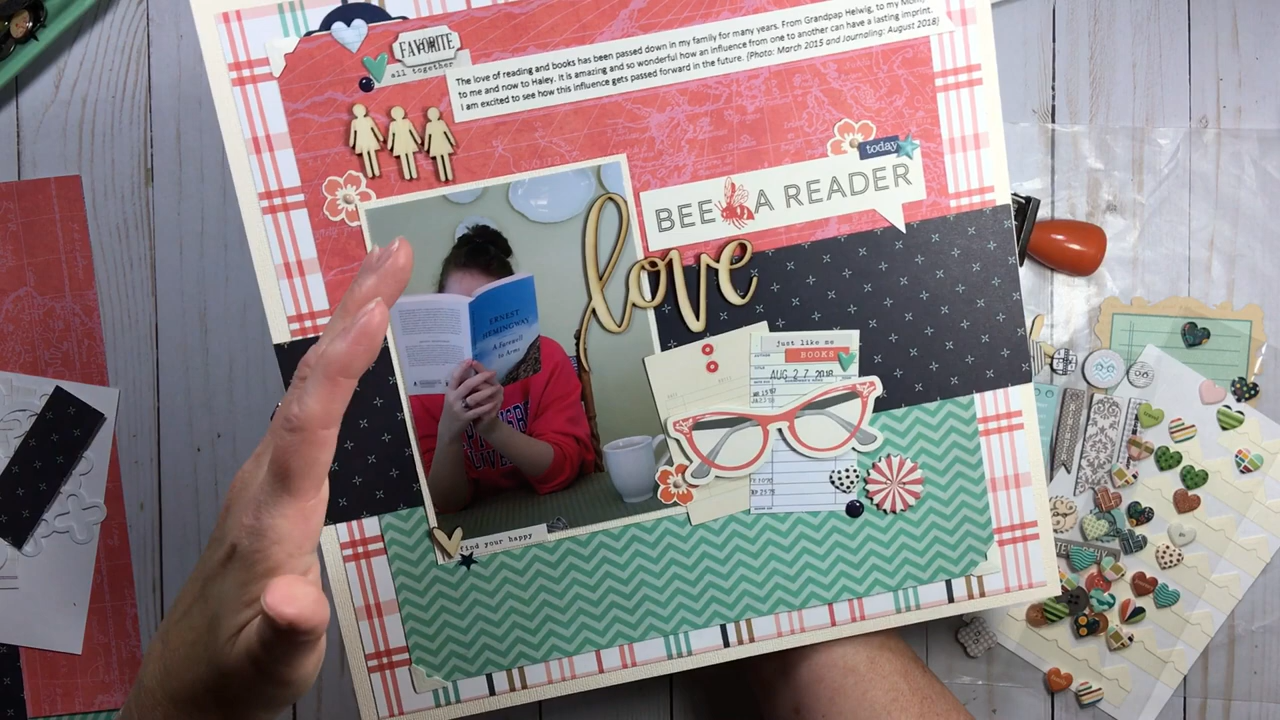 FAVORITE
all together
The love of reading and books has been passed down in my family for many years. From Grandpap Helwig, to my Mom,
to me and now to Haley. It is amazing and so wonderful how an influence from one to another can have a lasting imprint.
I am excited to see how this influence gets passed forward in the future. {Photo: March 2015 and Journaling: August 2018}
today
BEE A READER
love
ERNEST
HEMINGWAY
A Farewell
to Arms
just like me
BOOKS
AUG 27 2018
find your happy